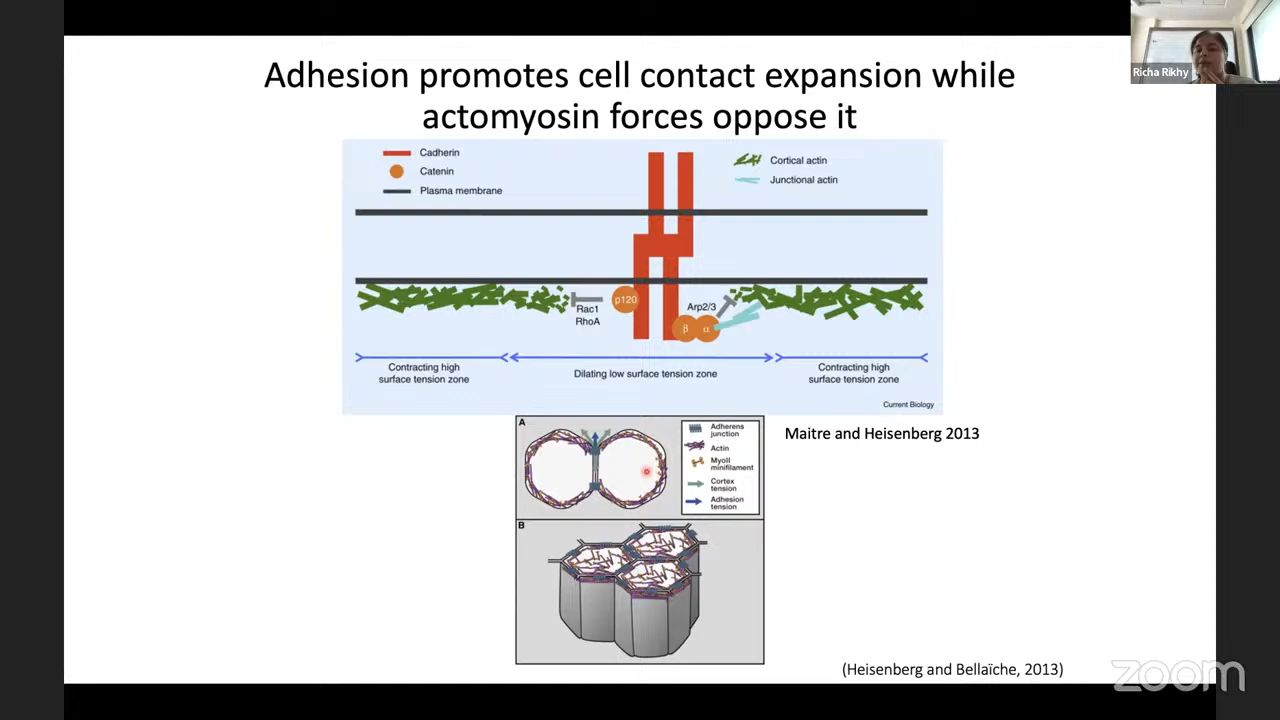 Richa Rikhy
Adhesion promotes cell contact expansion while
actomyosin forces oppose it
Cadherin
Catenin
Plasma membrane
Cortical actin
Junctional actin
p120
Rac1
RhoA
Arp2/3
β
α
Contracting high
surface tension zone
Dilating low surface tension zone
Contracting high
surface tension zone
Current Biology
Maitre and Heisenberg 2013
A
Adherens
junction
Actin
MyoII
minifilament
Cortex
tension
Adhesion
tension
B
(Heisenberg and Bellaïche, 2013)
zoom